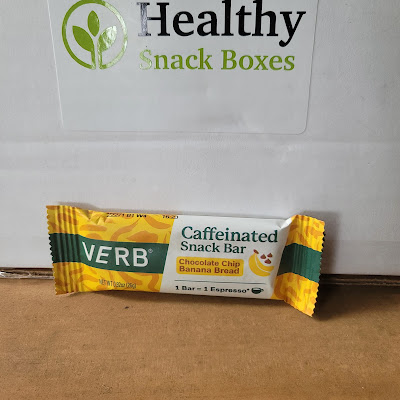 Healthy
Snack Boxes
VERB®
Caffeinated
Snack Bar
Chocolate Chip
Banana Bread
1 Bar = 1 Espresso*